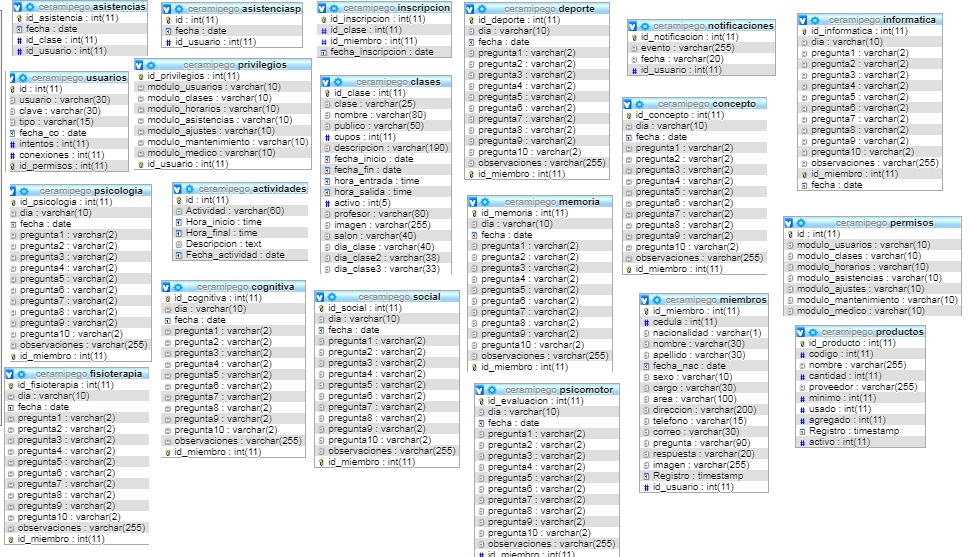 ceramipego asistencias
id_asistencia : int(11)
fecha : date
id_clase : int(11)
id_usuario : int(11)
ceramipego asistenciasp
fecha : date
id_usuario : int(11)
ceramipego inscripcion
id_inscripcion : int(11)
id_clase : int(11)
id_miembro : int(11)
fecha_inscripcion : date
ceramipego deporte
id_deporte : int(11)
dia : varchar(10)
fecha : date
pregunta1 : varchar(2)
pregunta2 : varchar(2)
pregunta3 : varchar(2)
pregunta4 : varchar(2)
pregunta5 : varchar(2)
pregunta6 : varchar(2)
pregunta7 : varchar(2)
pregunta8 : varchar(2)
pregunta9 : varchar(2)
pregunta10 : varchar(2)
observaciones : varchar(255)
id_miembro : int(11)
ceramipego notificaciones
id_notificacion : int(11)
evento : varchar(255)
fecha : varchar(20)
id_usuario : int(11)
ceramipego informatica
id_informatica : int(11)
dia : varchar(10)
pregunta1 : varchar(2)
pregunta2 : varchar(2)
pregunta3 : varchar(2)
pregunta4 : varchar(2)
pregunta5 : varchar(2)
pregunta6 : varchar(2)
pregunta7 : varchar(2)
pregunta8 : varchar(2)
pregunta9 : varchar(2)
pregunta10 : varchar(2)
observaciones : varchar(255)
id_miembro : int(11)
fecha : date
ceramipego usuarios
id : int(11)
usuario : varchar(30)
clave : varchar(30)
tipo : varchar(15)
fecha_co : date
intentos : int(11)
conexiones : int(11)
id_permisos : int(11)
ceramipego privilegios
id_privilegios : int(11)
modulo_usuarios : varchar(10)
modulo_clases : varchar(10)
modulo_horarios : varchar(10)
modulo_asistencias : varchar(10)
modulo_ajustes : varchar(10)
modulo_mantenimiento : varchar(10)
modulo_medico : varchar(10)
id_usuario : int(11)
ceramipego clases
id_clase : int(11)
clase : varchar(25)
nombre : varchar(80)
publico : varchar(50)
cupos : int(11)
descripcion : varchar(190)
fecha_inicio : date
fecha_fin : date
hora_entrada : time
hora_salida : time
activo : int(5)
profesor : varchar(80)
imagen : varchar(255)
salon : varchar(40)
dia_clase : varchar(40)
dia_clase2 : varchar(38)
dia_clase3 : varchar(33)
ceramipego concepto
id_concepto : int(11)
dia : varchar(10)
fecha : date
pregunta1 : varchar(2)
pregunta2 : varchar(2)
pregunta3 : varchar(2)
pregunta4 : varchar(2)
pregunta5 : varchar(2)
pregunta6 : varchar(2)
pregunta7 : varchar(2)
pregunta8 : varchar(2)
pregunta9 : varchar(2)
pregunta10 : varchar(2)
observaciones : varchar(255)
id_miembro : int(11)
ceramipego psicologia
id_psicologia : int(11)
dia : varchar(10)
fecha : date
pregunta1 : varchar(2)
pregunta2 : varchar(2)
pregunta3 : varchar(2)
pregunta4 : varchar(2)
pregunta5 : varchar(2)
pregunta6 : varchar(2)
pregunta7 : varchar(2)
pregunta8 : varchar(2)
pregunta9 : varchar(2)
pregunta10 : varchar(2)
observaciones : varchar(255)
id_miembro : int(11)
ceramipego actividades
id : int(11)
Actividad : varchar(60)
Hora_inicio : time
Hora_final : time
Descripcion : text
Fecha_actividad : date
ceramipego memoria
id_memoria : int(11)
dia : varchar(10)
fecha : date
pregunta1 : varchar(2)
pregunta2 : varchar(2)
pregunta3 : varchar(2)
pregunta4 : varchar(2)
pregunta5 : varchar(2)
pregunta6 : varchar(2)
pregunta7 : varchar(2)
pregunta8 : varchar(2)
pregunta9 : varchar(2)
pregunta10 : varchar(2)
observaciones : varchar(255)
id_miembro : int(11)
ceramipego permisos
id : int(11)
modulo_usuarios : varchar(10)
modulo_clases : varchar(10)
modulo_horarios : varchar(10)
modulo_asistencias : varchar(10)
modulo_ajustes : varchar(10)
modulo_mantenimiento : varchar(10)
modulo_medico : varchar(10)
ceramipego cognitiva
id_cognitiva : int(11)
dia : varchar(10)
fecha : date
pregunta1 : varchar(2)
pregunta2 : varchar(2)
pregunta3 : varchar(2)
pregunta4 : varchar(2)
pregunta5 : varchar(2)
pregunta6 : varchar(2)
pregunta7 : varchar(2)
pregunta8 : varchar(2)
pregunta9 : varchar(2)
pregunta10 : varchar(2)
observaciones : varchar(255)
id_miembro : int(11)
ceramipego social
id_social : int(11)
dia : varchar(10)
fecha : date
pregunta1 : varchar(2)
pregunta2 : varchar(2)
pregunta3 : varchar(2)
pregunta4 : varchar(2)
pregunta5 : varchar(2)
pregunta6 : varchar(2)
pregunta7 : varchar(2)
pregunta8 : varchar(2)
pregunta9 : varchar(2)
pregunta10 : varchar(2)
observaciones : varchar(255)
id_miembro : int(11)
ceramipego miembros
id_miembro : int(11)
cedula : int(11)
nacionalidad : varchar(1)
nombre : varchar(30)
apellido : varchar(30)
fecha_nac : date
sexo : varchar(10)
cargo : varchar(30)
area : varchar(100)
direccion : varchar(200)
telefono : varchar(15)
correo : varchar(30)
pregunta : varchar(90)
respuesta : varchar(20)
imagen : varchar(255)
Registro : timestamp
id_usuario : int(11)
ceramipego productos
id_producto : int(11)
codigo : int(11)
nombre : varchar(255)
cantidad : int(11)
proveedor : varchar(255)
minimo : int(11)
usado : int(11)
agregado : int(11)
Registro : timestamp
activo : int(11)
ceramipego fisioterapia
id_fisioterapia : int(11)
dia : varchar(10)
fecha : date
pregunta1 : varchar(2)
pregunta2 : varchar(2)
pregunta3 : varchar(2)
pregunta4 : varchar(2)
pregunta5 : varchar(2)
pregunta6 : varchar(2)
pregunta7 : varchar(2)
pregunta8 : varchar(2)
pregunta9 : varchar(2)
pregunta10 : varchar(2)
observaciones : varchar(255)
id_miembro : int(11)
ceramipego psicomotor
id_evaluacion : int(11)
dia : varchar(10)
fecha : date
pregunta1 : varchar(2)
pregunta2 : varchar(2)
pregunta3 : varchar(2)
pregunta4 : varchar(2)
pregunta5 : varchar(2)
pregunta6 : varchar(2)
pregunta7 : varchar(2)
pregunta8 : varchar(2)
pregunta9 : varchar(2)
pregunta10 : varchar(2)
observaciones : varchar(255)
id_miembro : int(11)